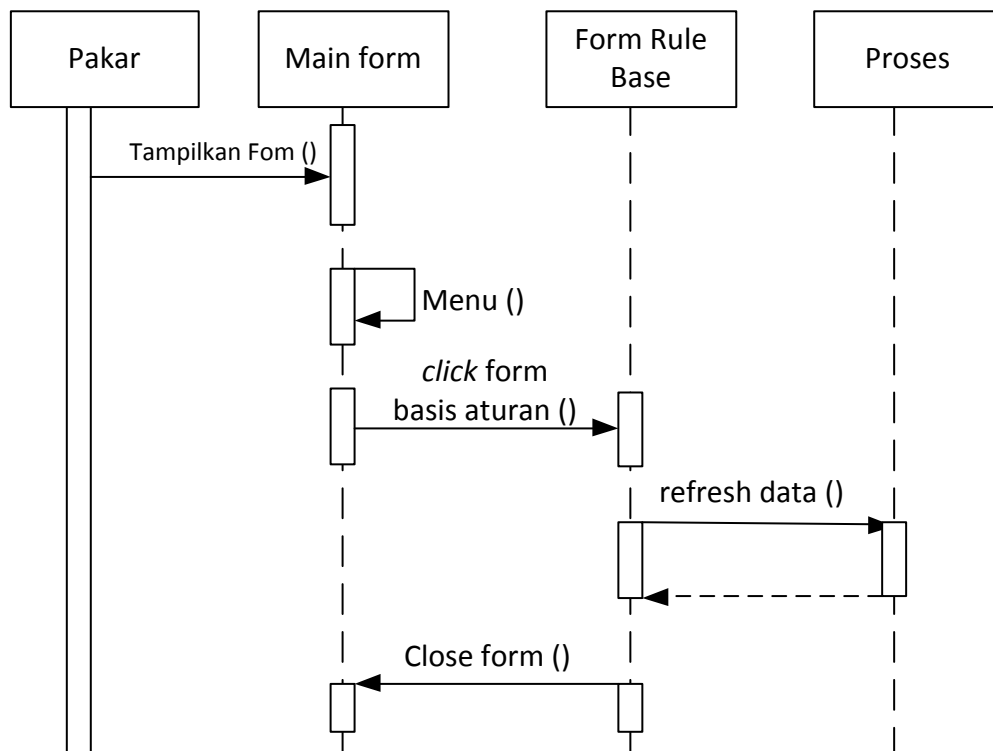 Pakar
Main form
Form Rule
Base
Proses
Tampilkan Fom ()
Menu ()
click form
basis aturan ()
refresh data ()
Close form ()